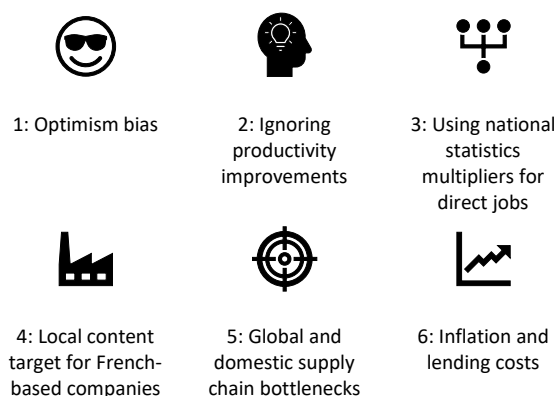 1: Optimism bias
2: Ignoring
productivity
improvements
3: Using national
statistics
multipliers for
direct jobs
4: Local content
target for French-
based companies
5: Global and
domestic supply
chain bottlenecks
6: Inflation and
lending costs